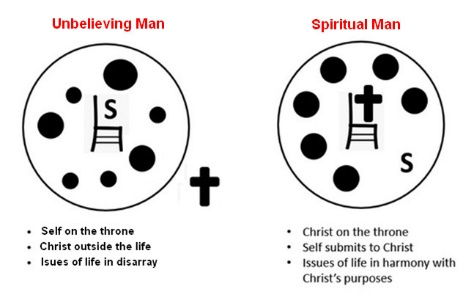 Unbelieving Man
S
• Self on the throne
• Christ outside the life
• Isues of life in disarray
Spiritual Man
S
• Christ on the throne
• Self submits to Christ
• Issues of life in harmony with
Christ's purposes